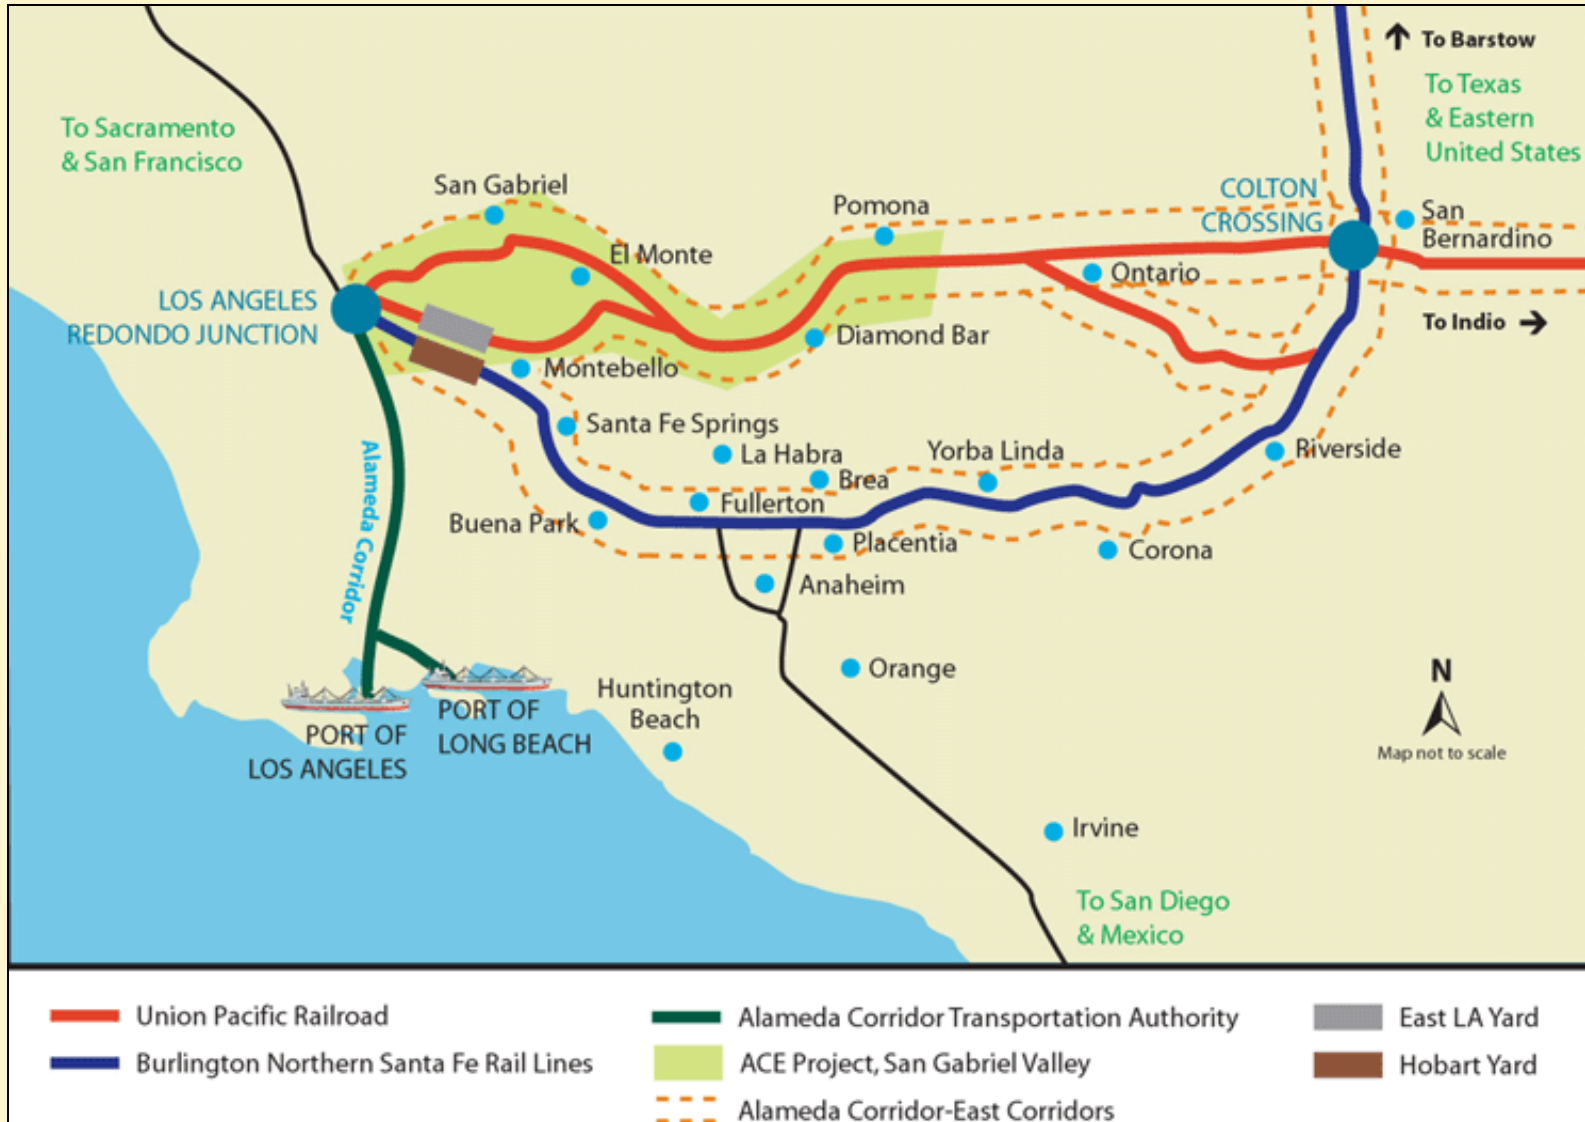 To Barstow
To Texas
& Eastern
United States
To Sacramento
& San Francisco
San Gabriel
COLTON
CROSSING
Pomona
San
Bernardino
El Monte
Ontario
LOS ANGELES
REDONDO JUNCTION
To Indio
Diamond Bar
Montebello
Santa Fe Springs
La Habra
Yorba Linda
Riverside
Brea
Fullerton
Buena Park
Placentia
Corona
Alameda Corridor
Anaheim
Orange
N
Map not to scale
Huntington
Beach
PORT OF
LONG BEACH
PORT OF
LOS ANGELES
Irvine
To San Diego
& Mexico
Union Pacific Railroad
Burlington Northern Santa Fe Rail Lines
Alameda Corridor Transportation Authority
ACE Project, San Gabriel Valley
Alameda Corridor-East Corridors
East LA Yard
Hobart Yard